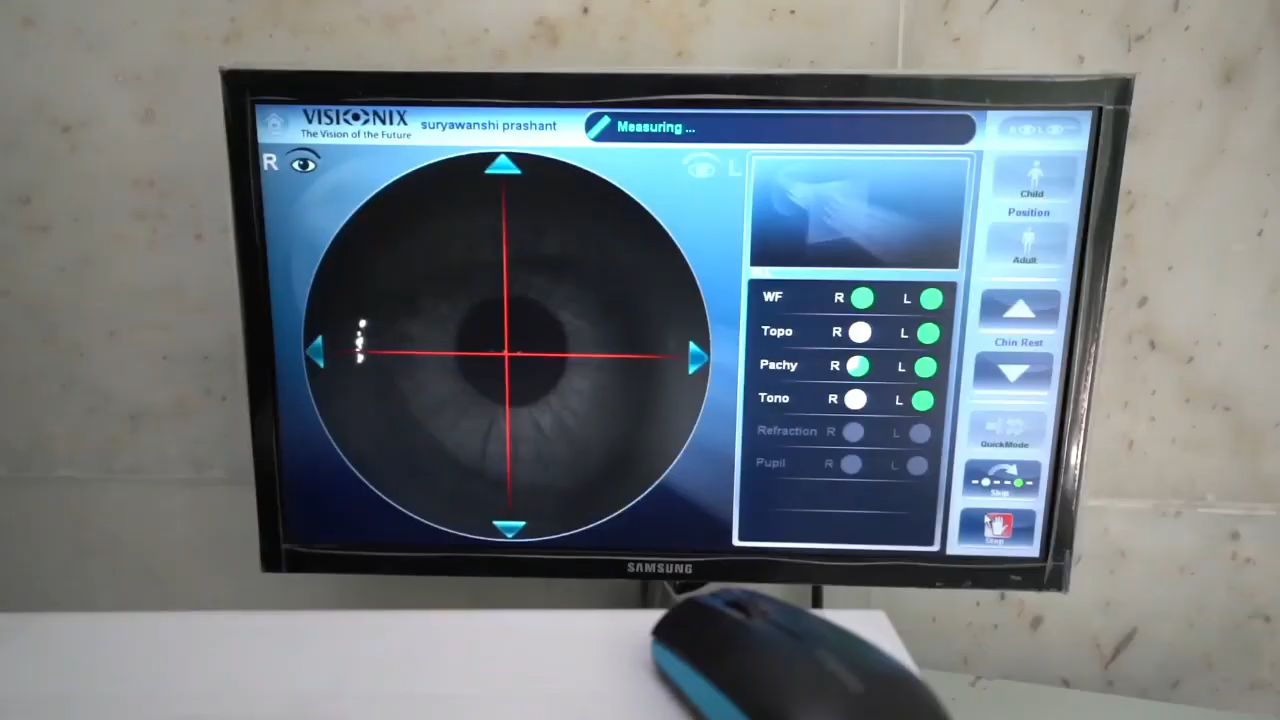 VISIONIX
The Vision of the Future
suryawanshi prashant
Measuring ...
R
L
Child
Position
Adult
WF R L
Topo R L
Pachy R L
Tono R L
Refraction R L
Pupil R L
Chin Rest
QuickMode
Skip
Stop
SAMSUNG